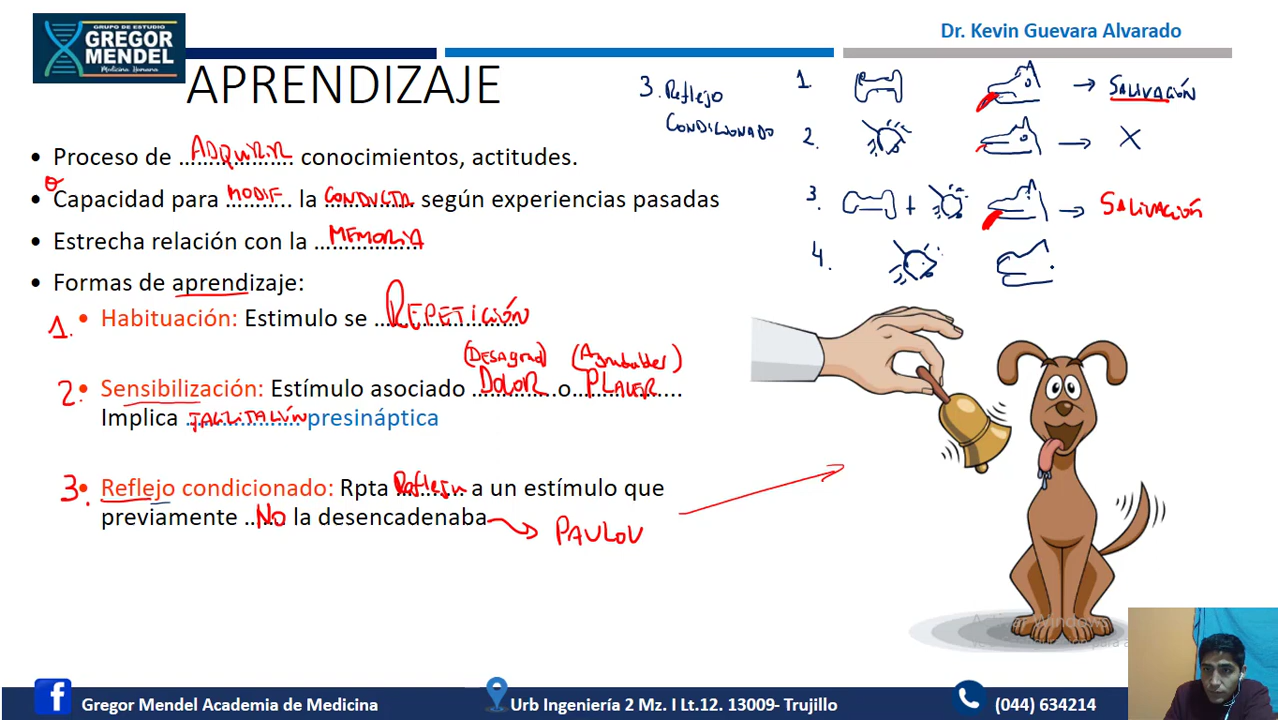 GRUPO DE ESTUDIO
GREGOR
MENDEL
Medicina Humana
Dr. Kevin Guevara Alvarado
APRENDIZAJE
• Proceso de ADQUIRIR conocimientos, actitudes.
• Capacidad para MODIF la CONDUCTA según experiencias pasadas
• Estrecha relación con la MEMORIA
• Formas de aprendizaje:
1. • Habituación: Estimulo se REPETICIÓN
(Desagrad) (Agradable)
2. • Sensibilización: Estímulo asociado DOLOR o PLACER
Implica FACILITACIÓN presináptica
3. • Reflejo condicionado: Rpta Refleja a un estímulo que
previamente No la desencadenaba → PAVLOV
3. Reflejo
CONDICIONADO
1. → SALIVACIÓN
2. → X
3. + → SALIVACIÓN
4.
Activar Windows
Gregor Mendel Academia de Medicina
Urb Ingeniería 2 Mz. I Lt.12. 13009- Trujillo
(044) 634214